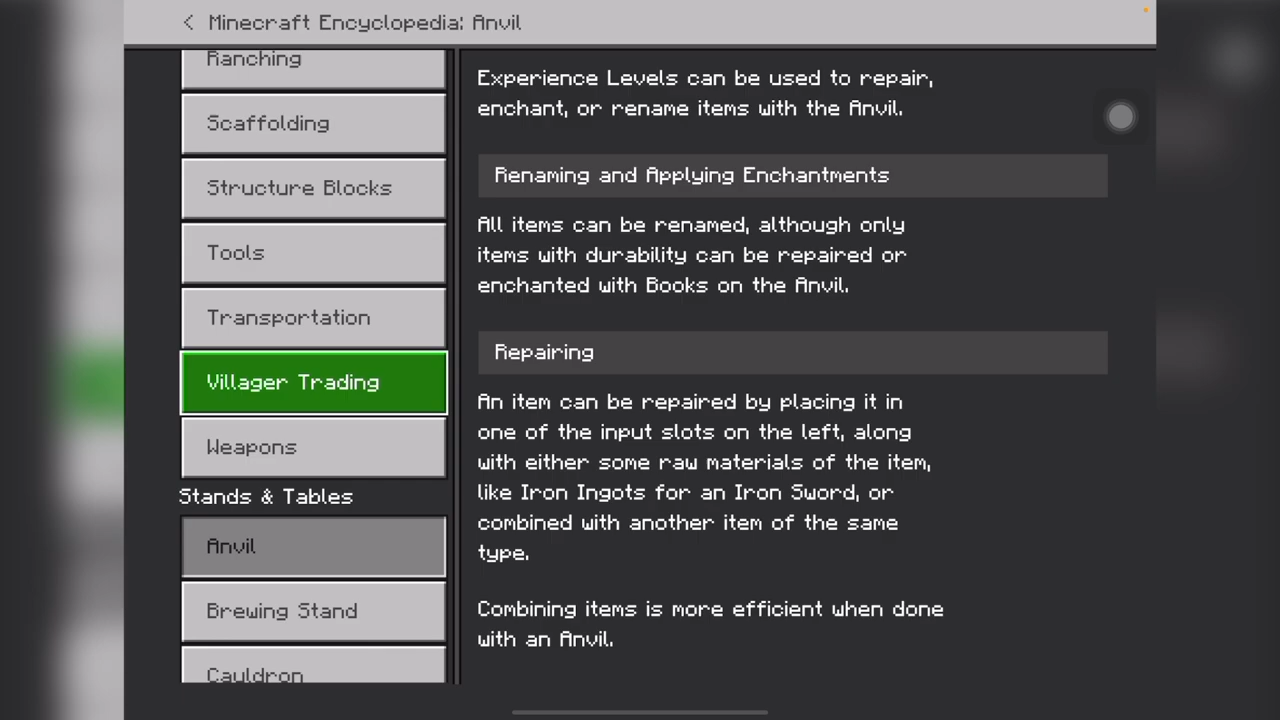 Minecraft Encyclopedia: Anvil
Ranching
Scaffolding
Structure Blocks
Tools
Transportation
Villager Trading
Weapons
Stands & Tables
Anvil
Brewing Stand
Cauldron
Experience Levels can be used to repair,
enchant, or rename items with the Anvil.
Renaming and Applying Enchantments
All items can be renamed, although only
items with durability can be repaired or
enchanted with Books on the Anvil.
Repairing
An item can be repaired by placing it in
one of the input slots on the left, along
with either some raw materials of the item,
like Iron Ingots for an Iron Sword, or
combined with another item of the same
type.
Combining items is more efficient when done
with an Anvil.